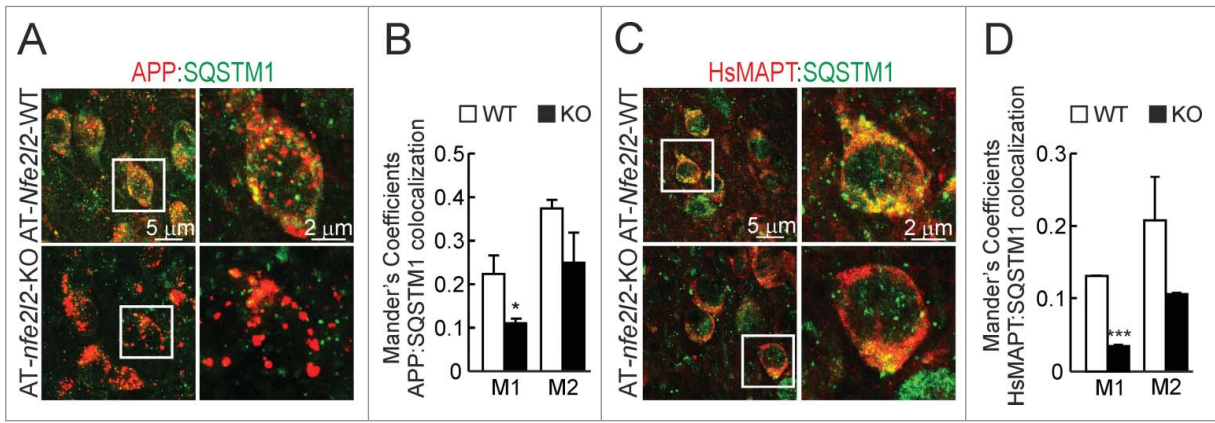 A
APP:SQSTM1
AT-Nfe2l2-WT
5 μm
2 μm
AT-nfe2l2-KO
B
WT
KO
Mander's Coefficients
APP:SQSTM1 colocalization
0.5
0.4
0.3
0.2
0.1
0
*
M1
M2
C
HsMAPT:SQSTM1
AT-Nfe2l2-WT
5 μm
2 μm
AT-nfe2l2-KO
D
WT
KO
Mander's Coefficients
HsMAPT:SQSTM1 colocalization
0.3
0.2
0.1
0
***
M1
M2